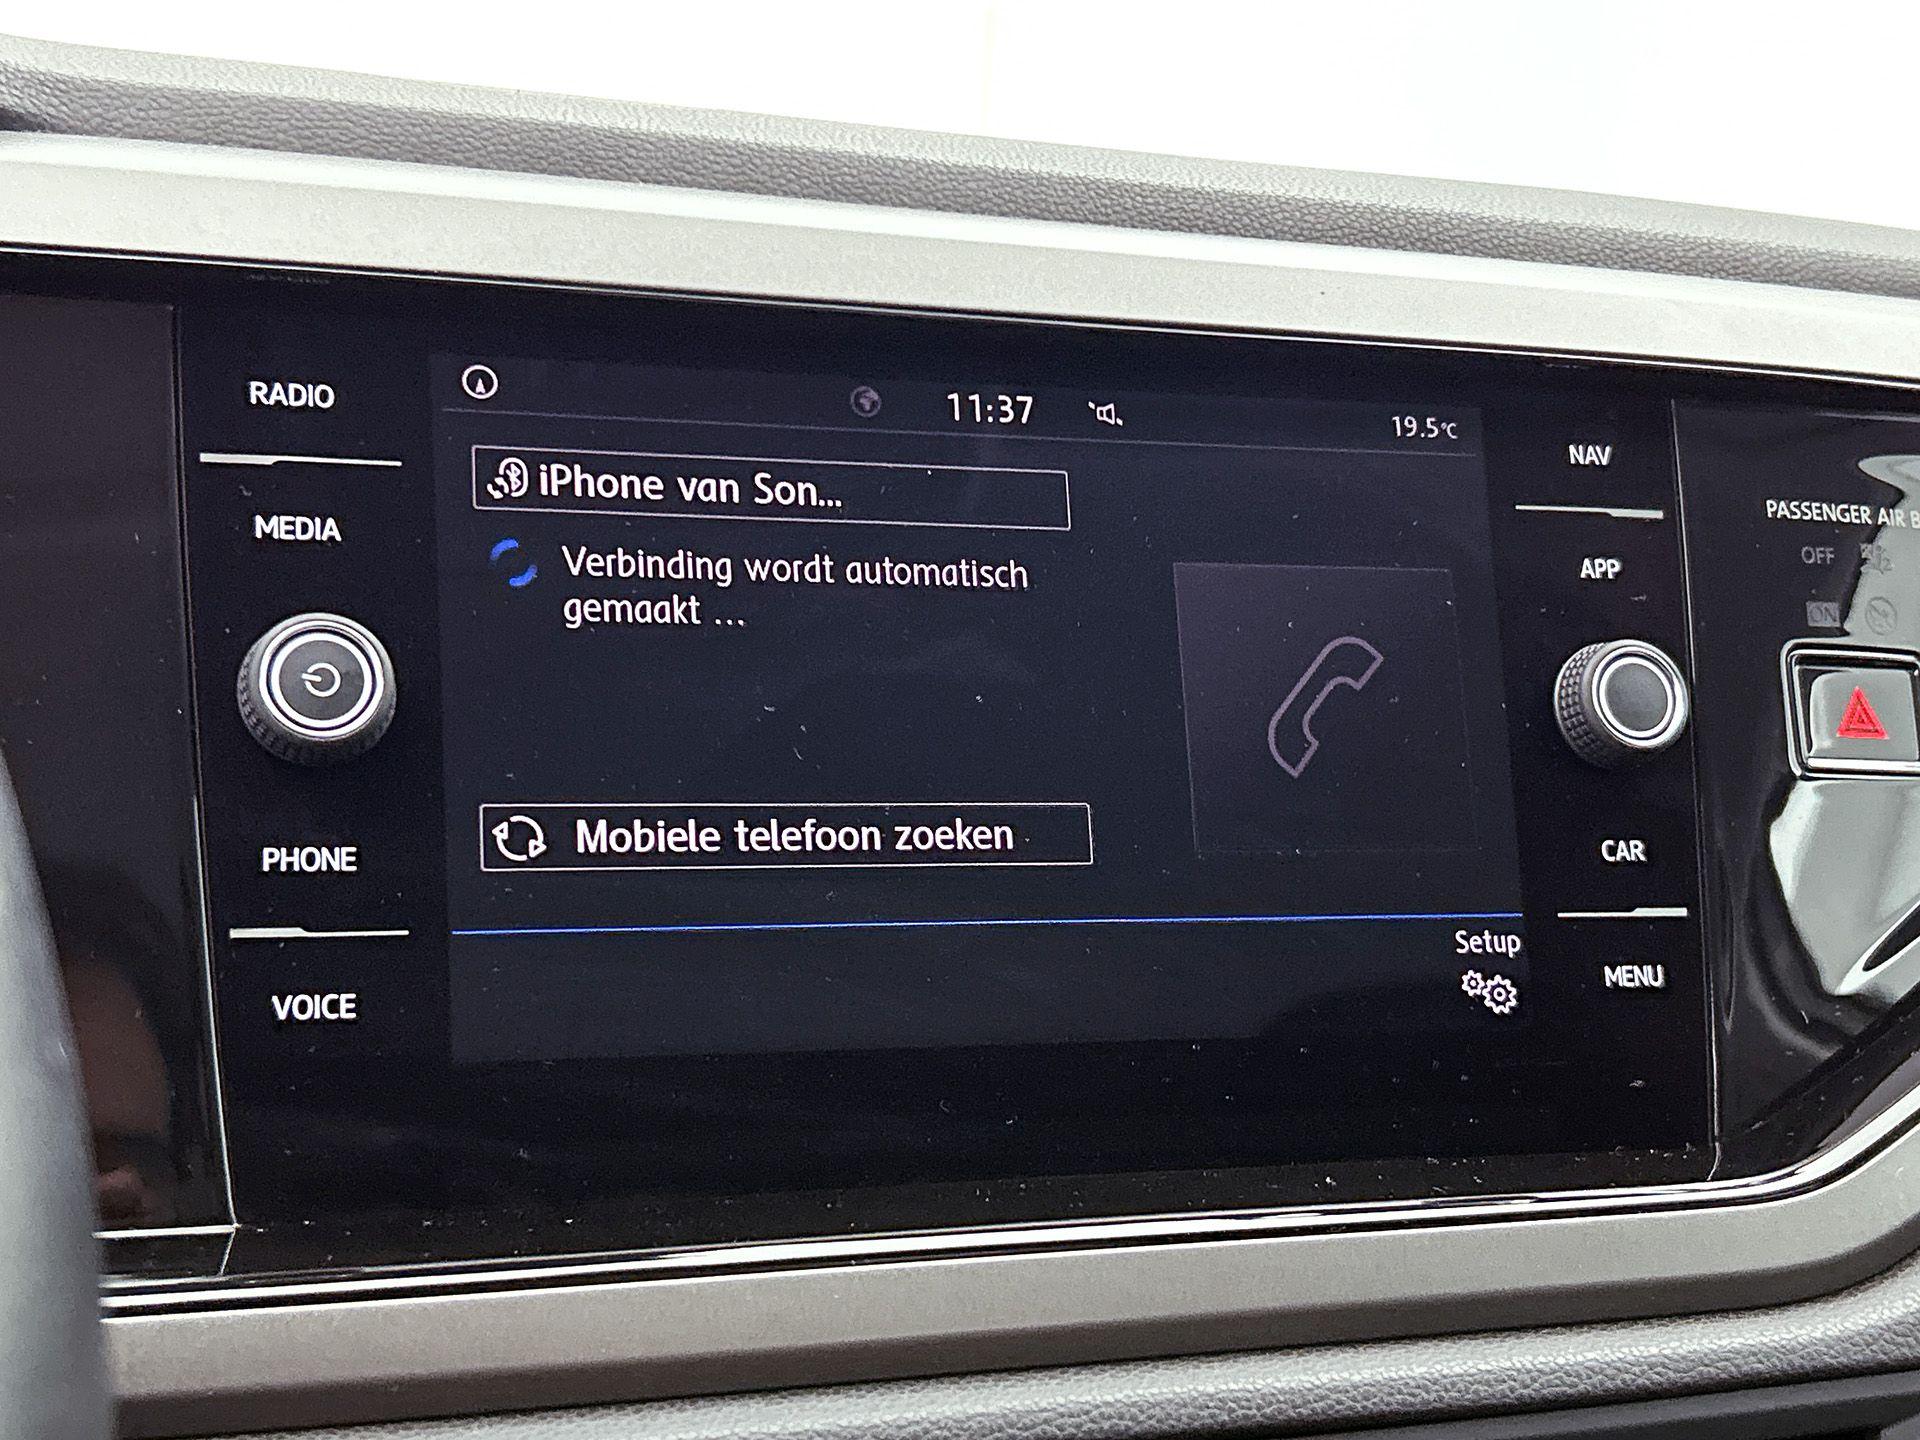 RADIO
MEDIA
PHONE
VOICE
11:37
19.5°C
iPhone van Son...
Verbinding wordt automatisch
gemaakt ...
Mobiele telefoon zoeken
Setup
NAV
APP
CAR
MENU
PASSENGER AIR B
OFF
ON